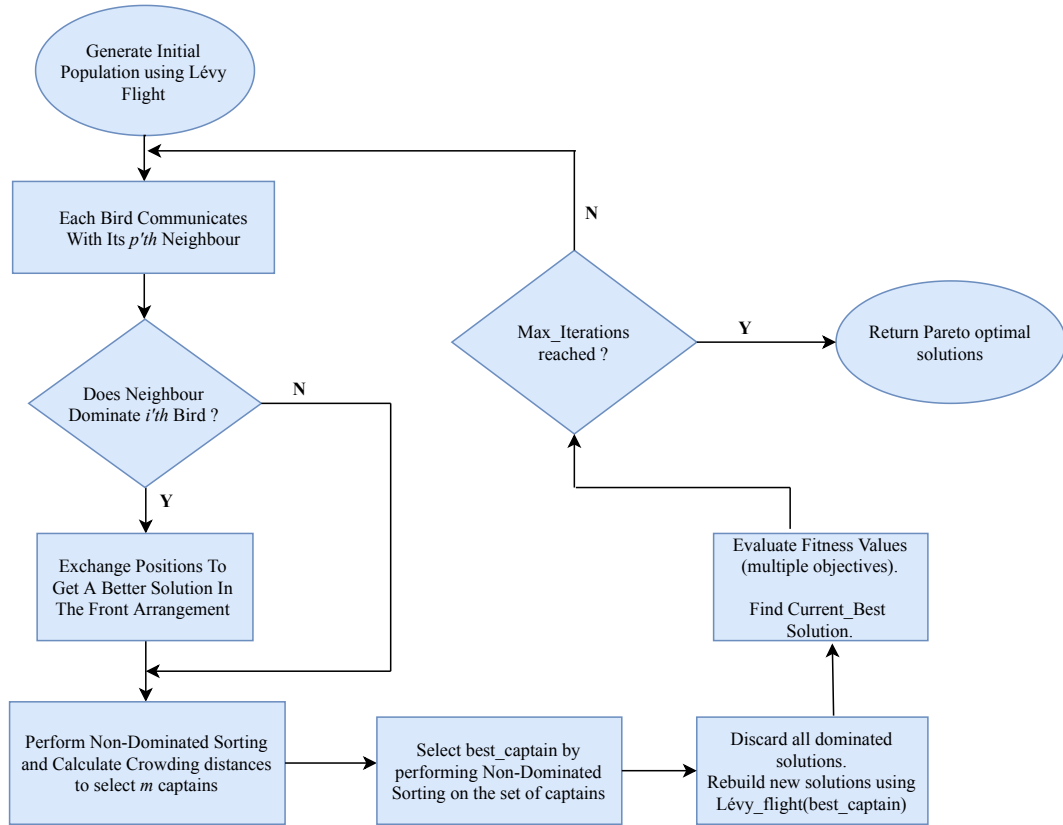 Generate Initial
Population using Lévy
Flight
Each Bird Communicates
With Its p'th Neighbour
Does Neighbour
Dominate i'th Bird ?
N
Y
Exchange Positions To
Get A Better Solution In
The Front Arrangement
Perform Non-Dominated Sorting
and Calculate Crowding distances
to select m captains
Select best_captain by
performing Non-Dominated
Sorting on the set of captains
Discard all dominated
solutions.
Rebuild new solutions using
Lévy_flight(best_captain)
Evaluate Fitness Values
(multiple objectives).
Find Current_Best
Solution.
Max_Iterations
reached ?
N
Y
Return Pareto optimal
solutions